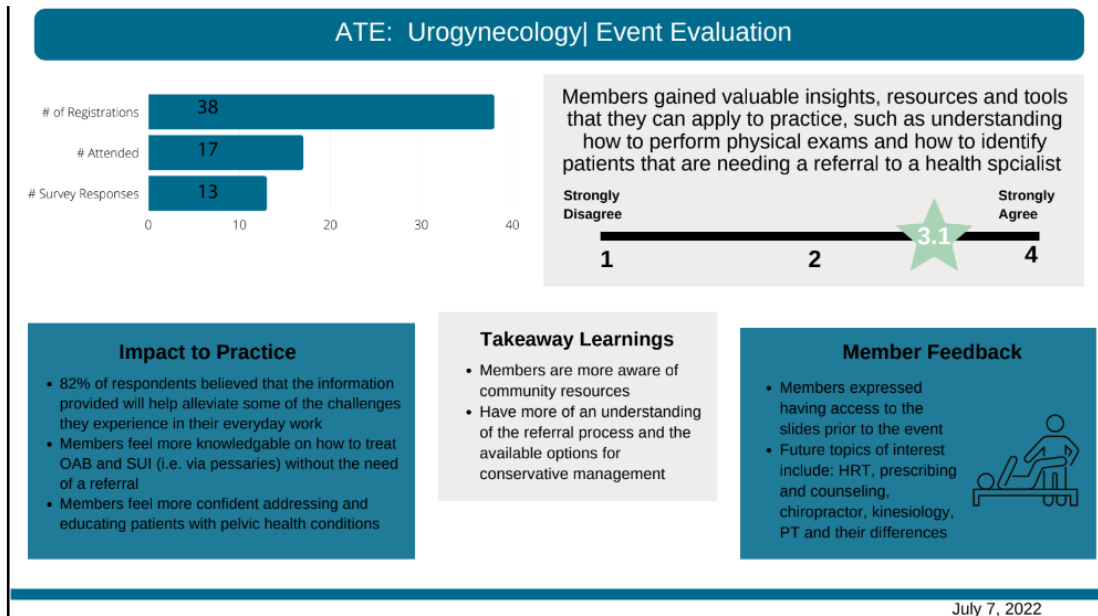 ATE:  Urogynecology| Event Evaluation
# of Registrations
38
# Attended
17
# Survey Responses
13
0 10 20 30 40
Members gained valuable insights, resources and tools
that they can apply to practice, such as understanding
how to perform physical exams and how to identify
patients that are needing a referral to a health spcialist
Strongly
Disagree
Strongly
Agree
3.1
1 2 4
Impact to Practice
• 82% of respondents believed that the information
provided will help alleviate some of the challenges
they experience in their everyday work
• Members feel more knowledgable on how to treat
OAB and SUI (i.e. via pessaries) without the need
of a referral
• Members feel more confident addressing and
educating patients with pelvic health conditions
Takeaway Learnings
• Members are more aware of
community resources
• Have more of an understanding
of the referral process and the
available options for
conservative management
Member Feedback
• Members expressed
having access to the
slides prior to the event
• Future topics of interest
include: HRT, prescribing
and counseling,
chiropractor, kinesiology,
PT and their differences
July 7, 2022